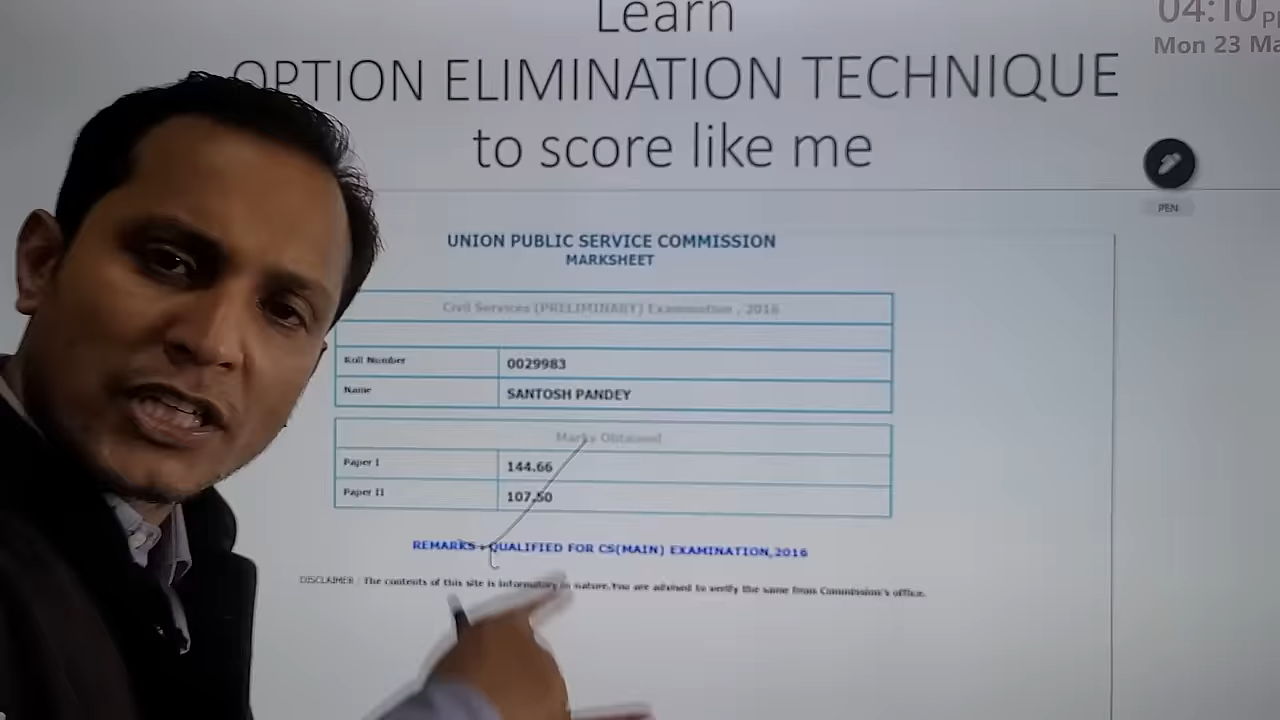 Learn
04:10 P
OPTION ELIMINATION TECHNIQUE
Mon 23 Ma
to score like me
PEN
UNION PUBLIC SERVICE COMMISSION
MARKSHEET
Civil Services (PRELIMINARY) Examination , 2016
Roll Number 0029983
Name SANTOSH PANDEY
Marks Obtained
Paper I 144.66
Paper II 107.50
REMARKS : QUALIFIED FOR CS(MAIN) EXAMINATION,2016
DISCLAIMER : The contents of this site is informatory in nature.You are advised to verify the same from Commission's office.